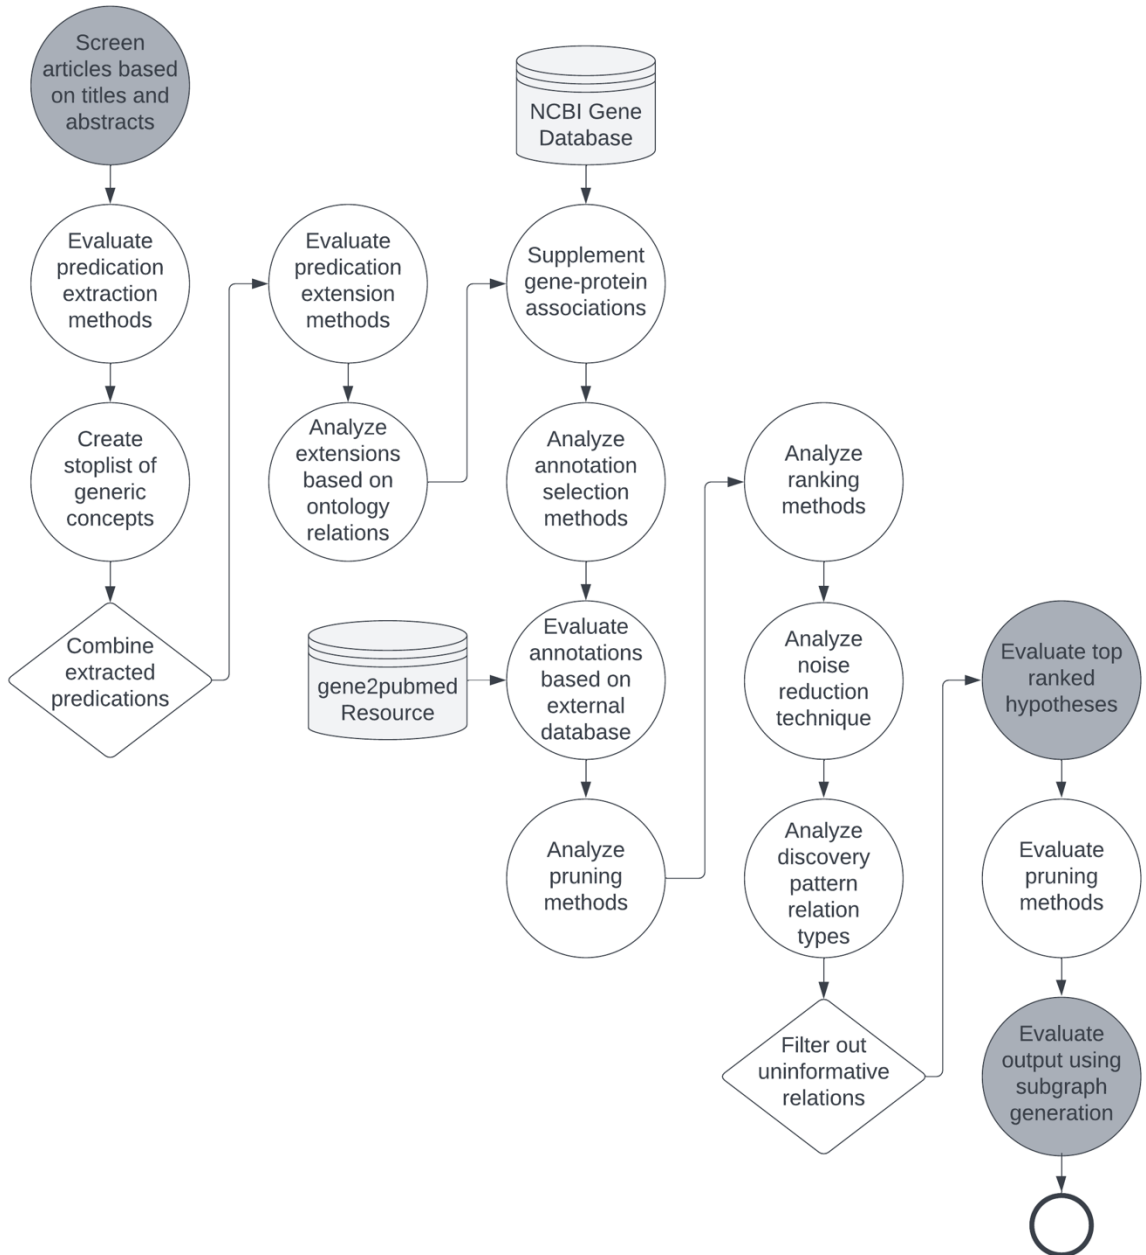 Screen
articles based
on titles and
abstracts
Evaluate
predication
extraction
methods
Create
stoplist of
generic
concepts
Combine
extracted
predications
Evaluate
predication
extension
methods
Analyze
extensions
based on
ontology
relations
NCBI Gene
Database
Supplement
gene-protein
associations
Analyze
annotation
selection
methods
gene2pubmed
Resource
Evaluate
annotations
based on
external
database
Analyze
pruning
methods
Analyze
ranking
methods
Analyze
noise
reduction
technique
Analyze
discovery
pattern
relation
types
Filter out
uninformative
relations
Evaluate top
ranked
hypotheses
Evaluate
pruning
methods
Evaluate
output using
subgraph
generation